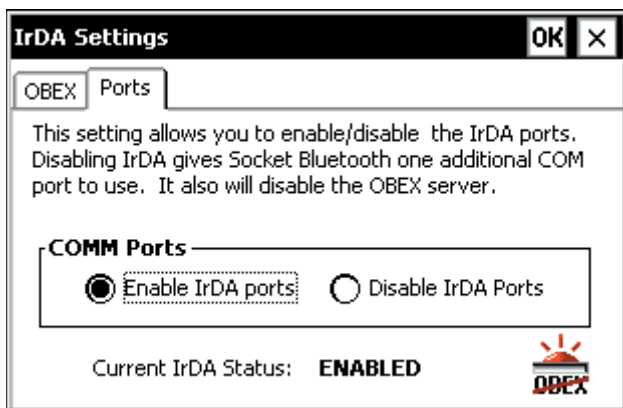 IrDA Settings OK ×
OBEX Ports
This setting allows you to enable/disable the IrDA ports.
Disabling IrDA gives Socket Bluetooth one additional COM
port to use. It also will disable the OBEX server.
COMM Ports
Enable IrDA ports Disable IrDA Ports
Current IrDA Status: ENABLED
OBEX